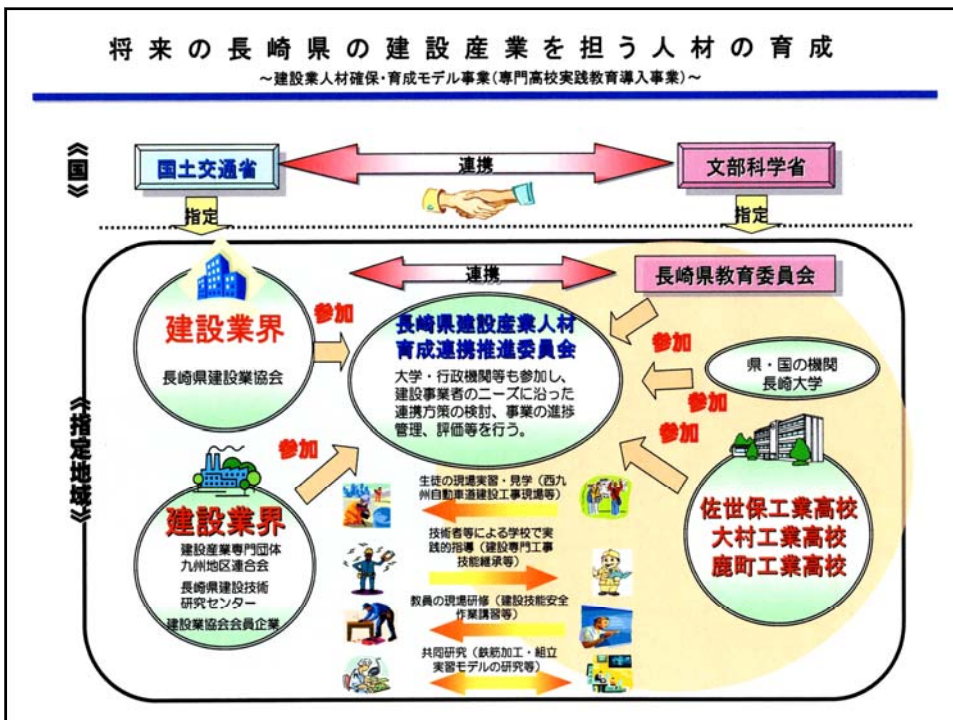 将来の長崎県の建設産業を担う人材の育成
～建設業人材確保・育成モデル事業(専門高校実践教育導入事業)～
《国》
国土交通省
連携
文部科学省
指定
指定
《指定地域》
連携
長崎県教育委員会
建設業界
長崎県建設業協会
参加
長崎県建設産業人材
育成連携推進委員会
大学・行政機関等も参加し、
建設事業者のニーズに沿った
連携方策の検討、事業の進捗
管理、評価等を行う。
参加
県・国の機関
長崎大学
参加
参加
参加
建設業界
建設産業専門団体
九州地区連合会
長崎県建設技術
研究センター
建設業協会会員企業
佐世保工業高校
大村工業高校
鹿町工業高校
生徒の現場実習・見学（西九
州自動車道建設工事現場等）
技術者等による学校で実
践的指導（建設専門工事
技能継承等）
教員の現場研修（建設技能安全
作業講習等）
共同研究（鉄筋加工・組立
実習モデルの研究等）